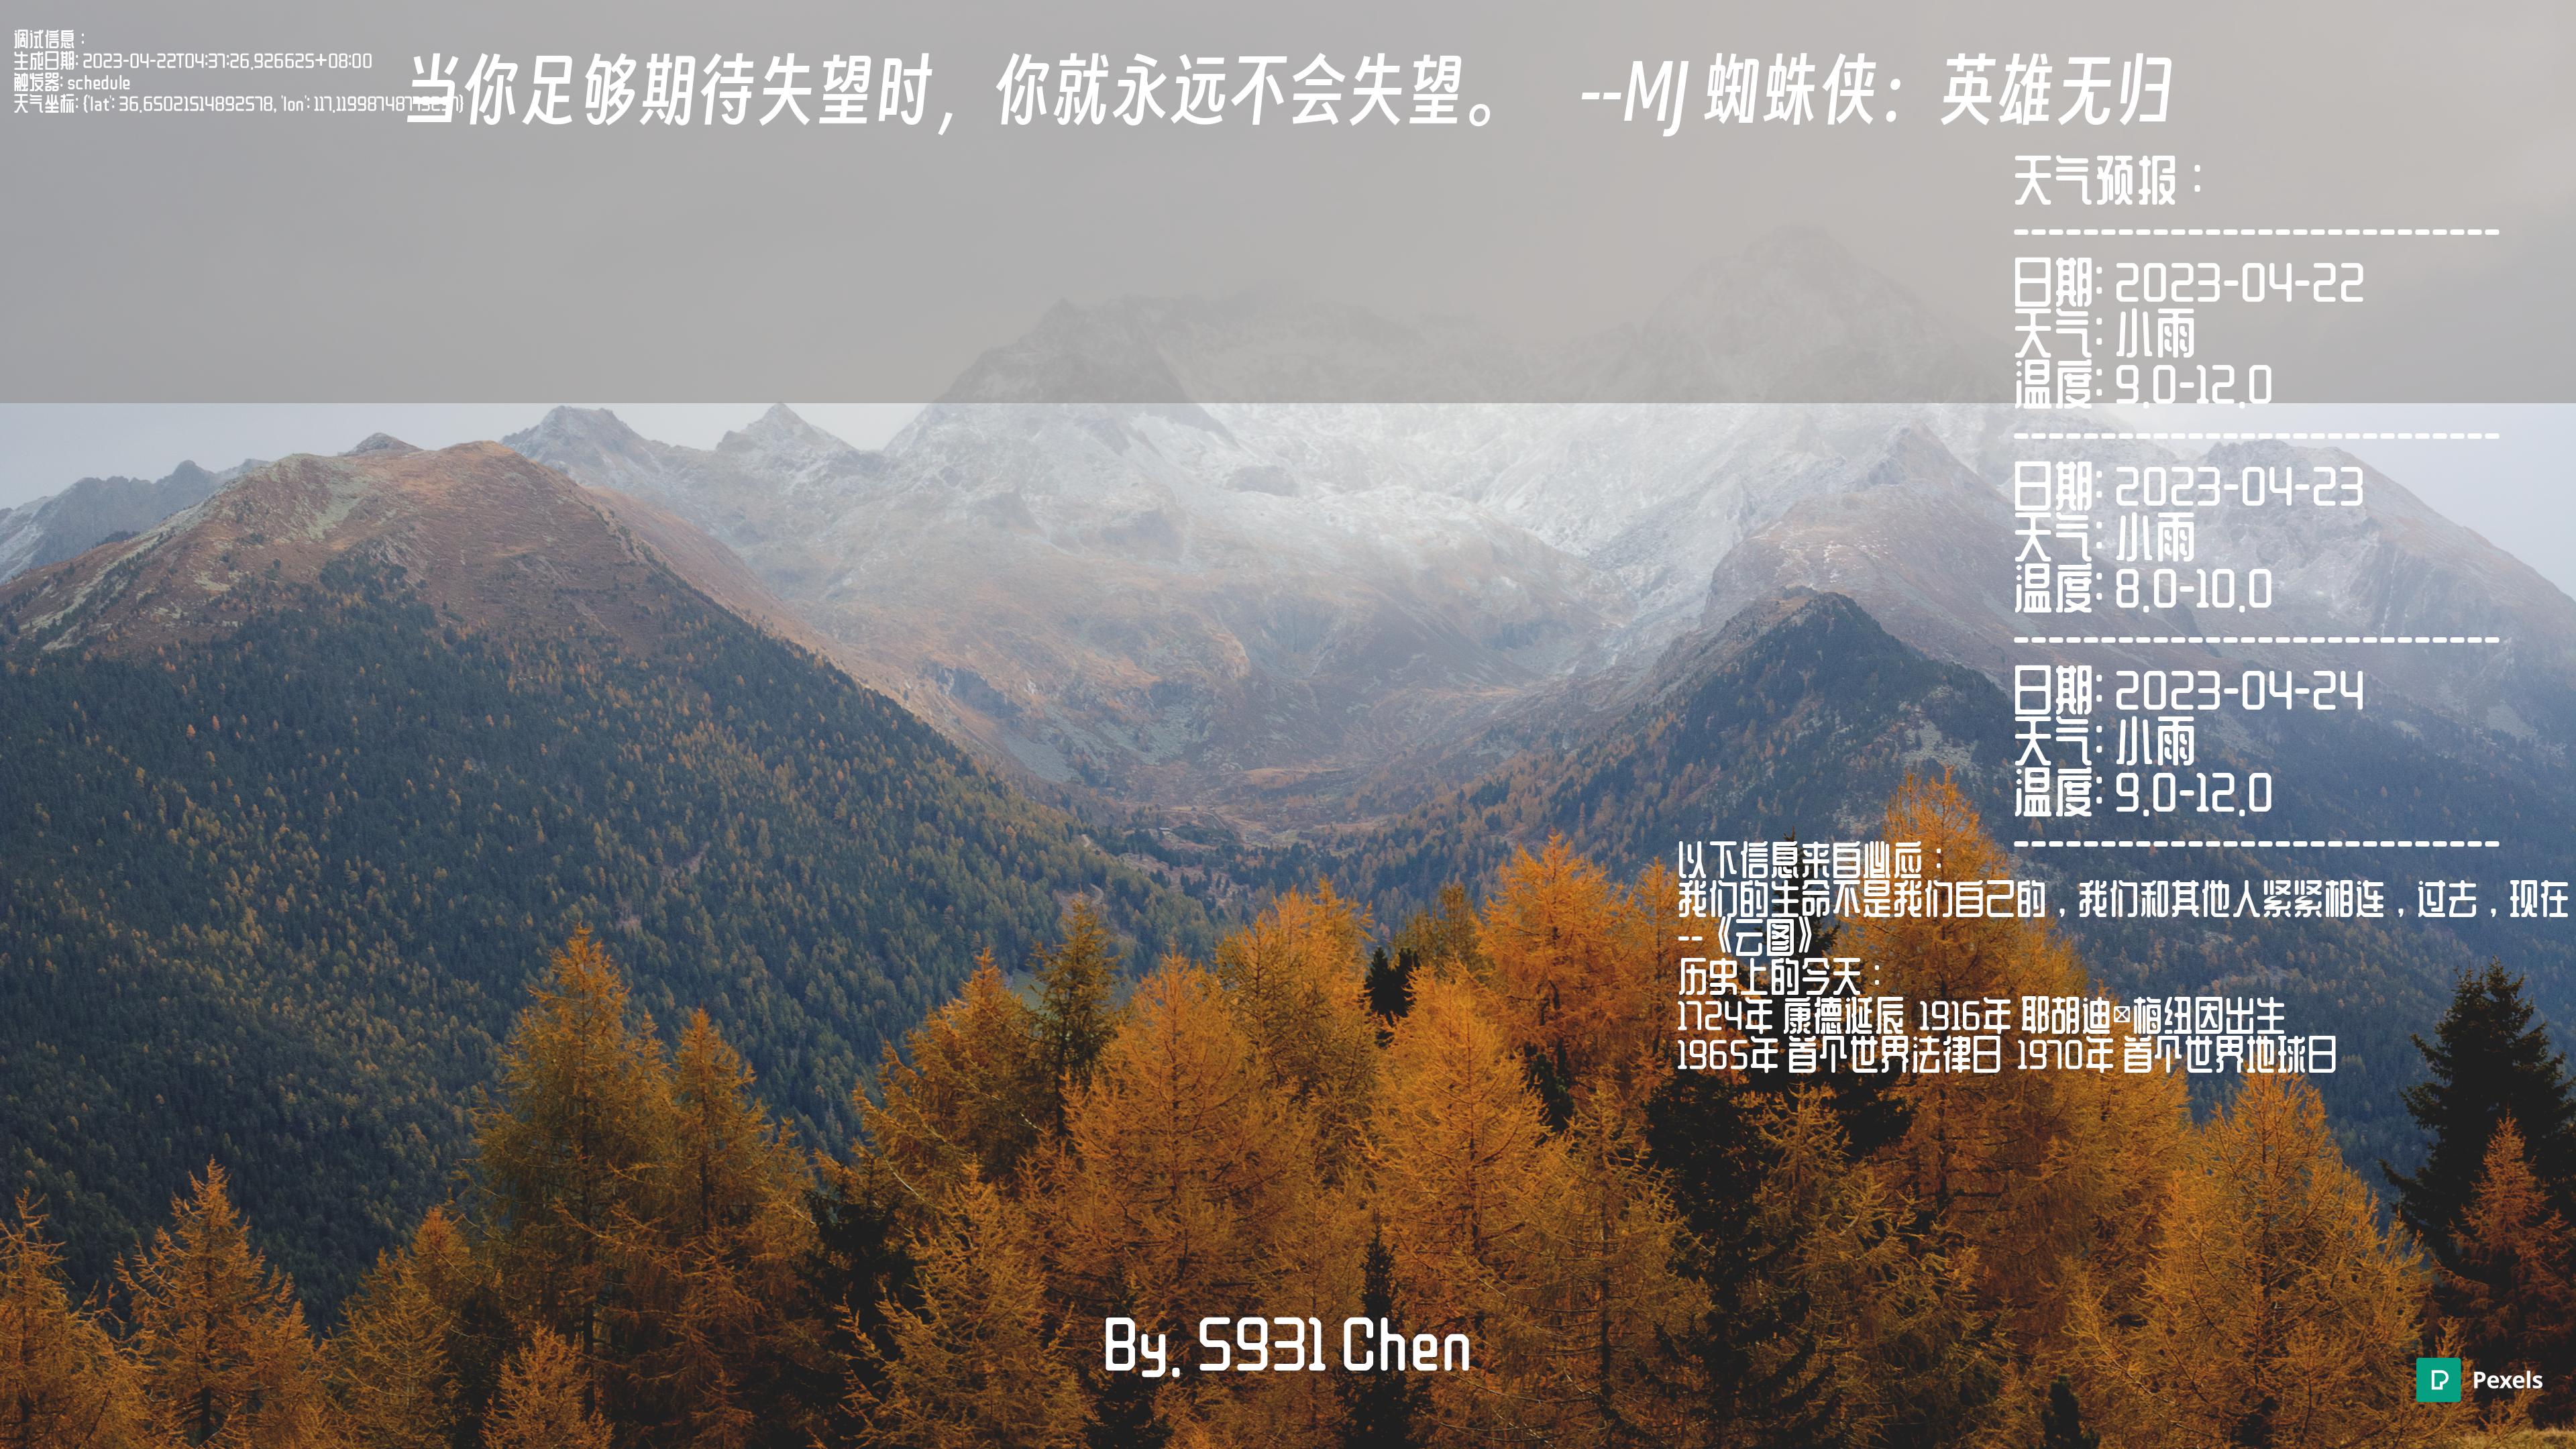 调试信息：
生成日期: 2023-04-22T04:37:26.926625+08:00
触发器: schedule
天气坐标: {'lat': 36.65021514892578, 'lon': 117.11998748779297}
当你足够期待失望时，你就永远不会失望。 --MJ 蜘蛛侠：英雄无归
天气预报：
----------------------------
日期: 2023-04-22
天气: 小雨
温度: 9.0-12.0
----------------------------
日期: 2023-04-23
天气: 小雨
温度: 8.0-10.0
----------------------------
日期: 2023-04-24
天气: 小雨
温度: 9.0-12.0
----------------------------
以下信息来自必应：
我们的生命不是我们自己的，我们和其他人紧紧相连，过去，现在
--《云图》
历史上的今天：
1724年 康德诞辰 1916年 耶胡迪 梅纽因出生
1965年 首个世界法律日 1970年 首个世界地球日
By. S931 Chen
Pexels